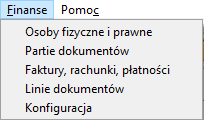 Finanse Pomoc
Osoby fizyczne i prawne
Partie dokumentów
Faktury, rachunki, płatności
Linie dokumentów
Konfiguracja